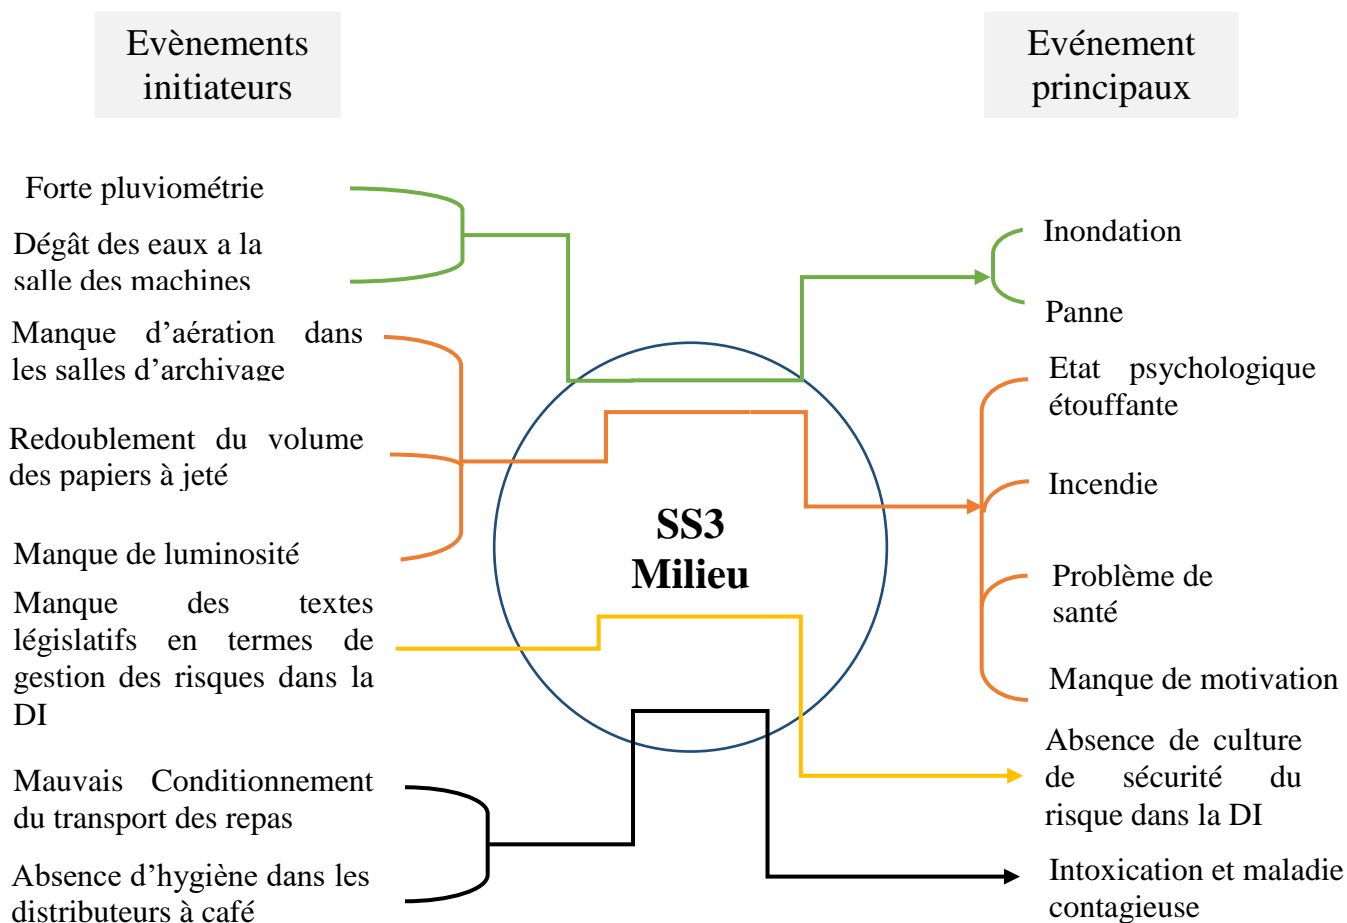 Evènements
initiateurs
Forte pluviométrie
Dégât des eaux a la
salle des machines
Manque d’aération dans
les salles d’archivage
Redoublement du volume
des papiers à jeté
Manque de luminosité
Manque des textes
législatifs en termes de
gestion des risques dans la
DI
Mauvais Conditionnement
du transport des repas
Absence d’hygiène dans les
distributeurs à café
SS3
Milieu
Evénement
principaux
Inondation
Panne
Etat psychologique
étouffante
Incendie
Problème de
santé
Manque de motivation
Absence de culture
de sécurité du
risque dans la DI
Intoxication et maladie
contagieuse